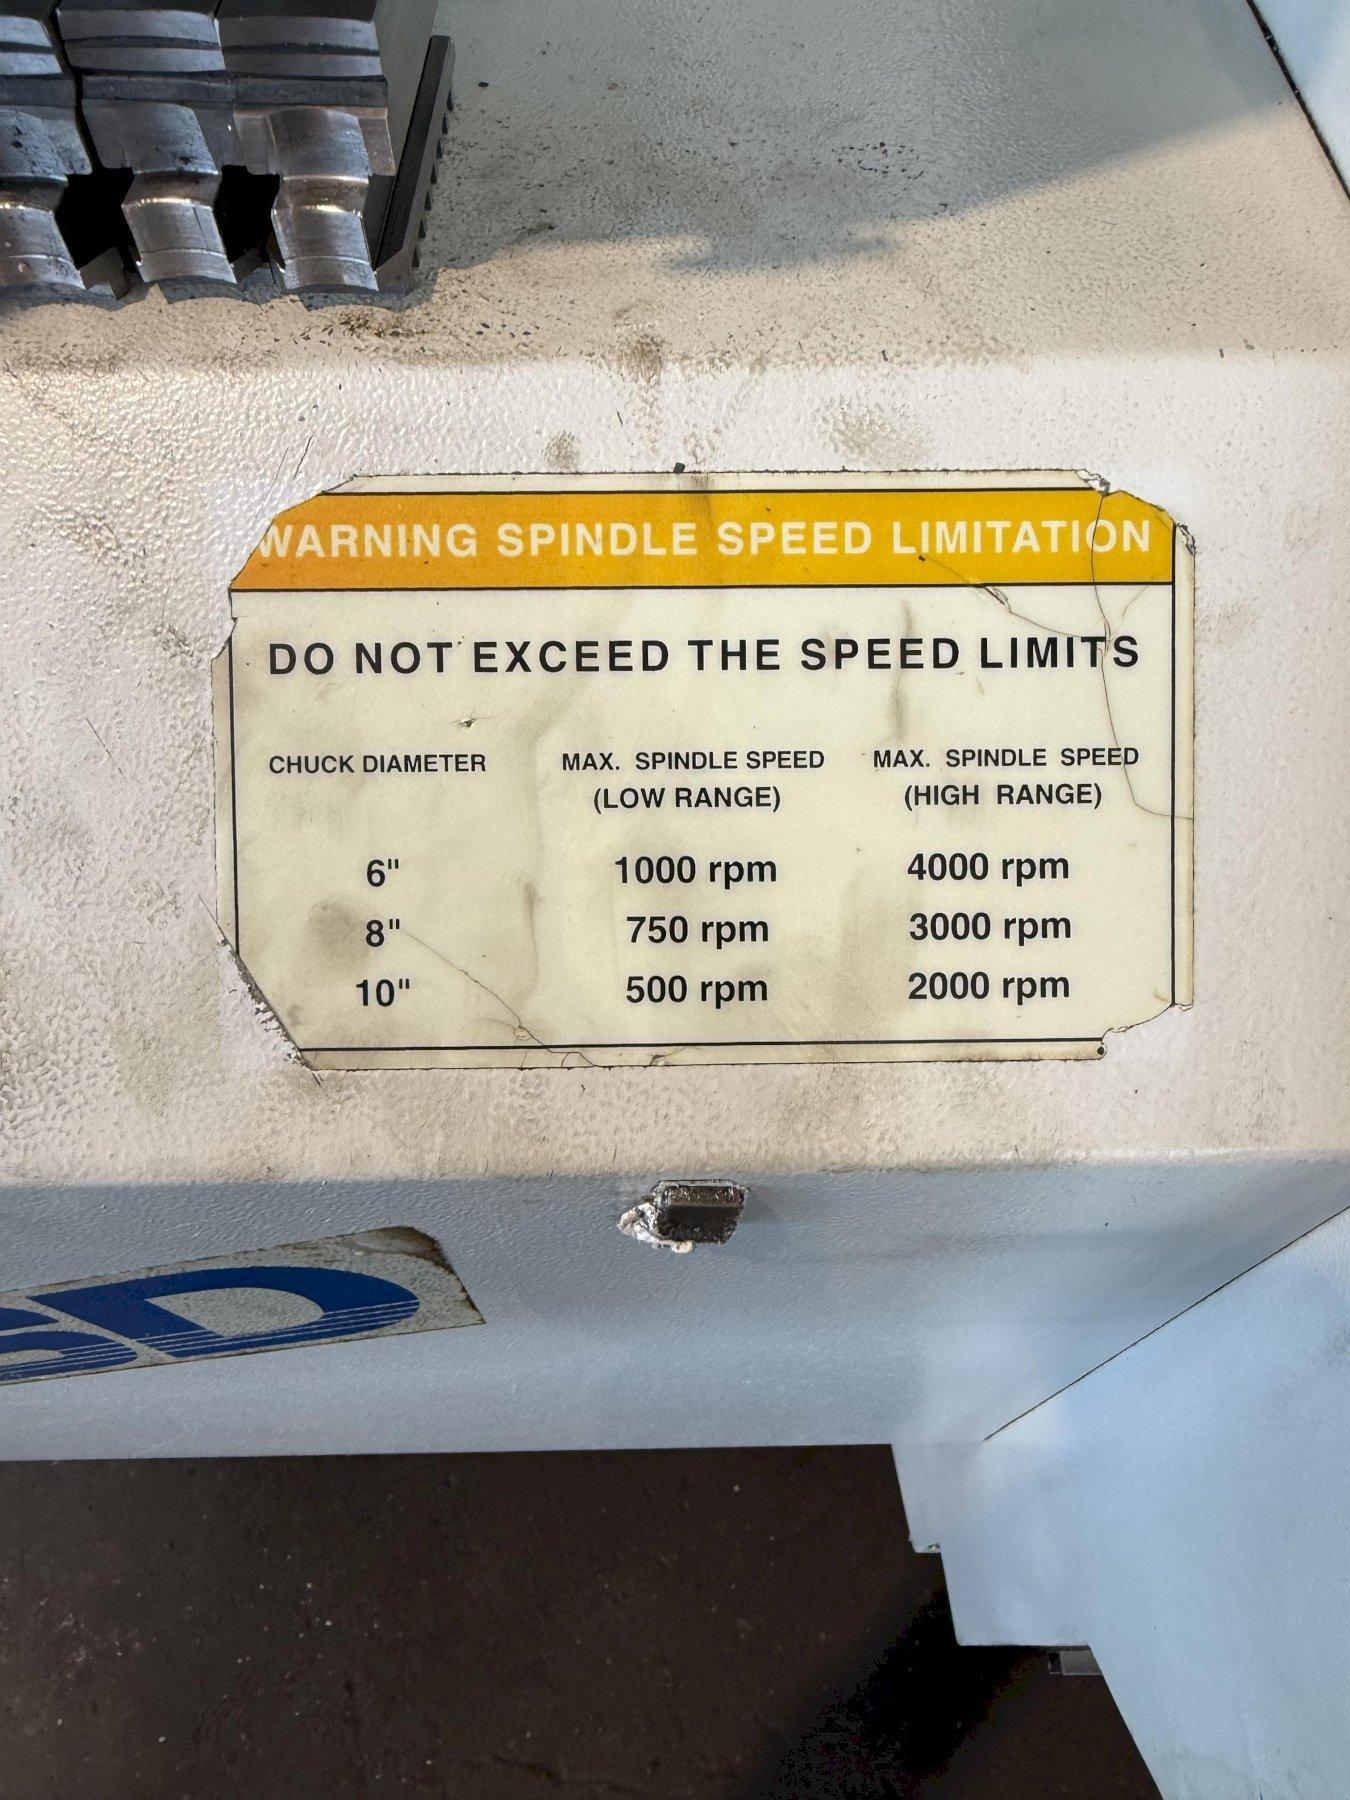 WARNING SPINDLE SPEED LIMITATION
DO NOT EXCEED THE SPEED LIMITS
CHUCK DIAMETER MAX. SPINDLE SPEED (LOW RANGE) MAX. SPINDLE SPEED (HIGH RANGE)
6" 1000 rpm 4000 rpm
8" 750 rpm 3000 rpm
10" 500 rpm 2000 rpm